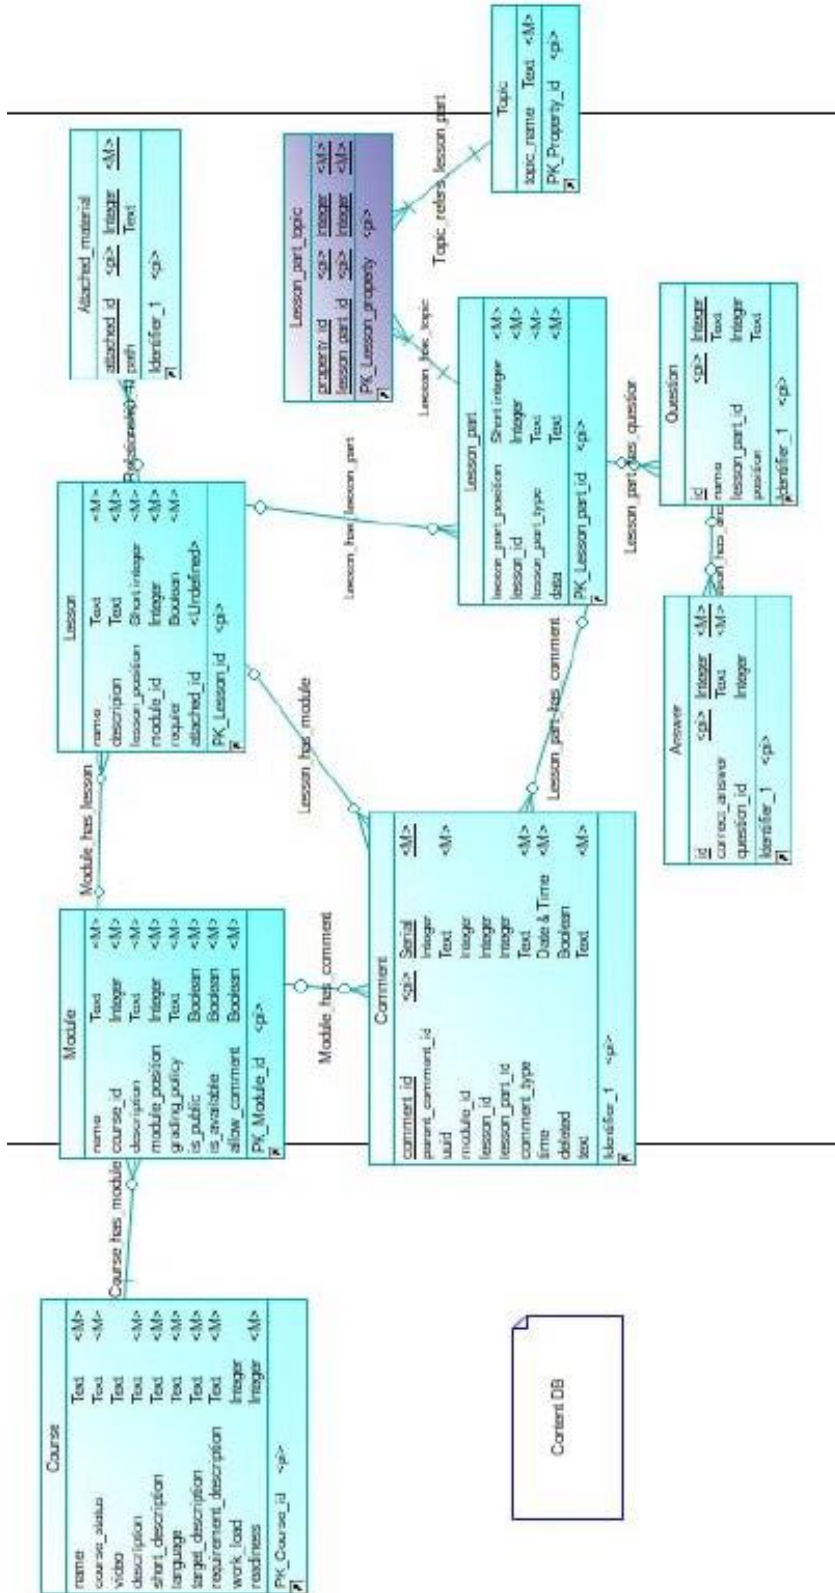 Course
name Text <M>
course_status Text <M>
video Text
description Text <M>
short_description Text <M>
language Text <M>
target_description Text <M>
requirement_description Text <M>
work_load Integer
readiness Integer <M>
PK_Course_id <pi>
Course_has_module
Module
name Text <M>
course_id Integer <M>
description Text <M>
module_position Integer <M>
grading_policy Text <M>
is_public Boolean <M>
is_available Boolean <M>
allow_comment Boolean <M>
PK_Module_id <pi>
Module_has_lesson
Lesson
name Text <M>
description Text <M>
lesson_position Short integer <M>
module_id Integer <M>
requier Boolean <M>
attached_id <Undefined>
PK_Lesson_id <pi>
Attached_material
attached_id <pi> Integer <M>
path Text
Identifier_1 <pi>
Module_has_comment
Lesson_has_module
Lesson_has_lesson_part
Comment
comment_id <pi> Serial <M>
parent_comment_id Integer
uuid Text <M>
module_id Integer
lesson_id Integer
lesson_part_id Integer
comment_type Text <M>
time Date & Time <M>
deleted Boolean
text Text <M>
Identifier_1 <pi>
Lesson_part_has_comment
Lesson_part
lesson_part_position Short integer <M>
lesson_id Integer <M>
lesson_part_type Text <M>
data Text <M>
PK_Lesson_part_id <pi>
Lesson_part_topic
property_id <pi> Integer <M>
lesson_part_id <pi> Integer <M>
PK_Lesson_property <pi>
Topic_refers_lesson_part
Topic
topic_name Text <M>
PK_Property_id <pi>
Content DB
Answer
id <pi> Integer <M>
correct_answer Text <M>
question_id Integer
Identifier_1 <pi>
Question
id <pi> Integer
name Text
lesson_part_id Integer
position Text
Identifier_1 <pi>